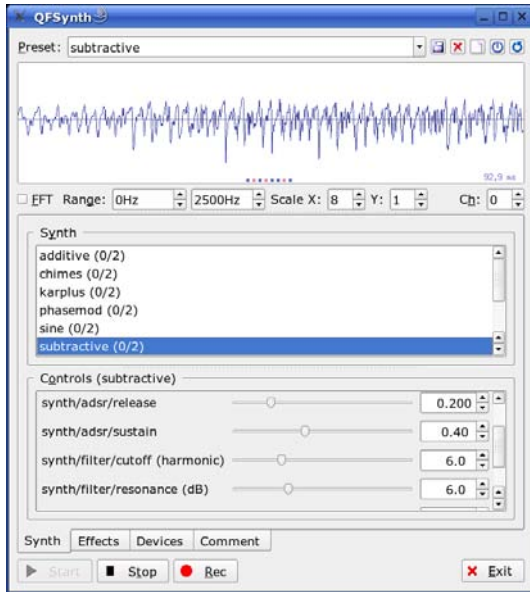 QFSynth
Preset: subtractive
92,9 ms
FFT Range: 0Hz 2500Hz Scale X: 8 Y: 1 Ch: 0
Synth
additive (0/2)
chimes (0/2)
karplus (0/2)
phasemod (0/2)
sine (0/2)
subtractive (0/2)
Controls (subtractive)
synth/adsr/release 0.200
synth/adsr/sustain 0.40
synth/filter/cutoff (harmonic) 6.0
synth/filter/resonance (dB) 6.0
Synth Effects Devices Comment
Start Stop Rec Exit